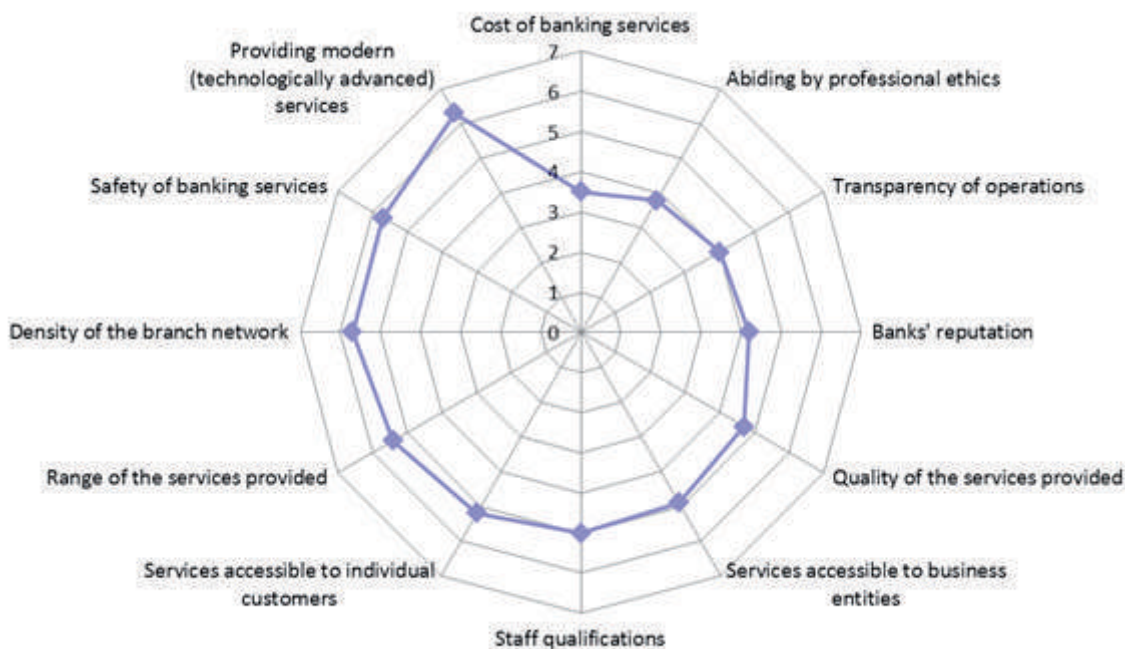 Cost of banking services
Providing modern
(technologically advanced)
services
Abiding by professional ethics
Safety of banking services
Transparency of operations
Density of the branch network
Banks' reputation
Range of the services provided
Quality of the services provided
Services accessible to individual
customers
Services accessible to business
entities
Staff qualifications
7
6
5
4
3
2
1
0